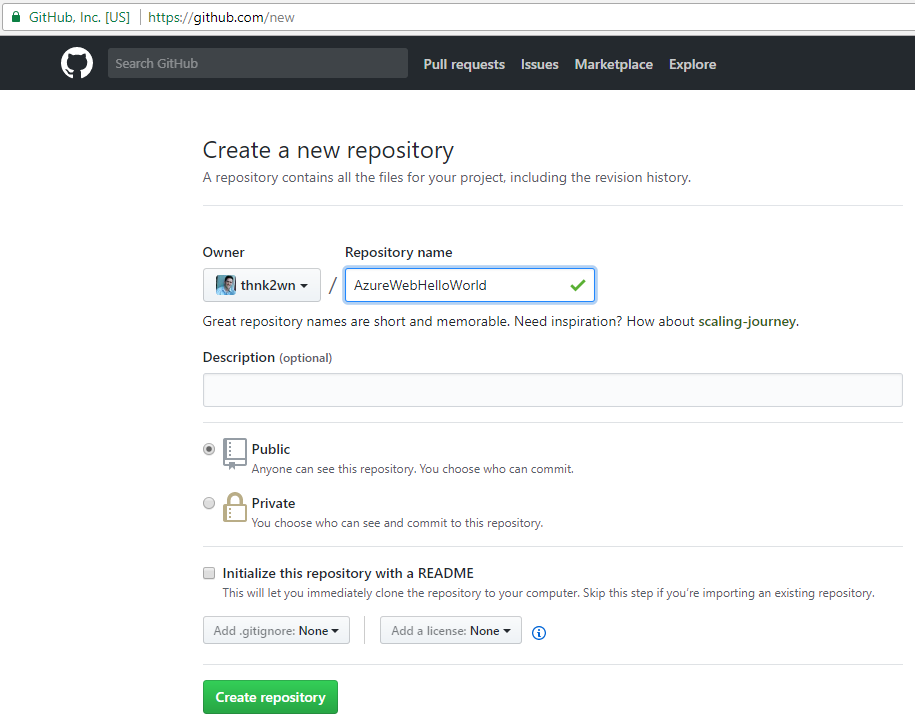 GitHub, Inc. [US] https://github.com/new
Search GitHub Pull requests Issues Marketplace Explore
Create a new repository
A repository contains all the files for your project, including the revision history.
Owner Repository name
thnk2wn / AzureWebHelloWorld
Great repository names are short and memorable. Need inspiration? How about scaling-journey.
Description (optional)
Public
Anyone can see this repository. You choose who can commit.
Private
You choose who can see and commit to this repository.
Initialize this repository with a README
This will let you immediately clone the repository to your computer. Skip this step if you're importing an existing repository.
Add .gitignore: None Add a license: None
Create repository